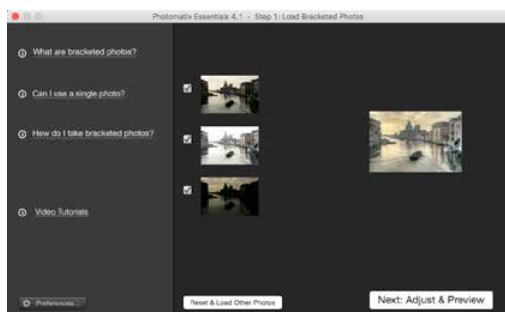 Photomatix Essentials 4.1 - Step 1: Load Bracketed Photos
What are bracketed photos?
Can I use a single photo?
How do I take bracketed photos?
Video Tutorials
Preferences...
Reset & Load Other Photos
Next: Adjust & Preview